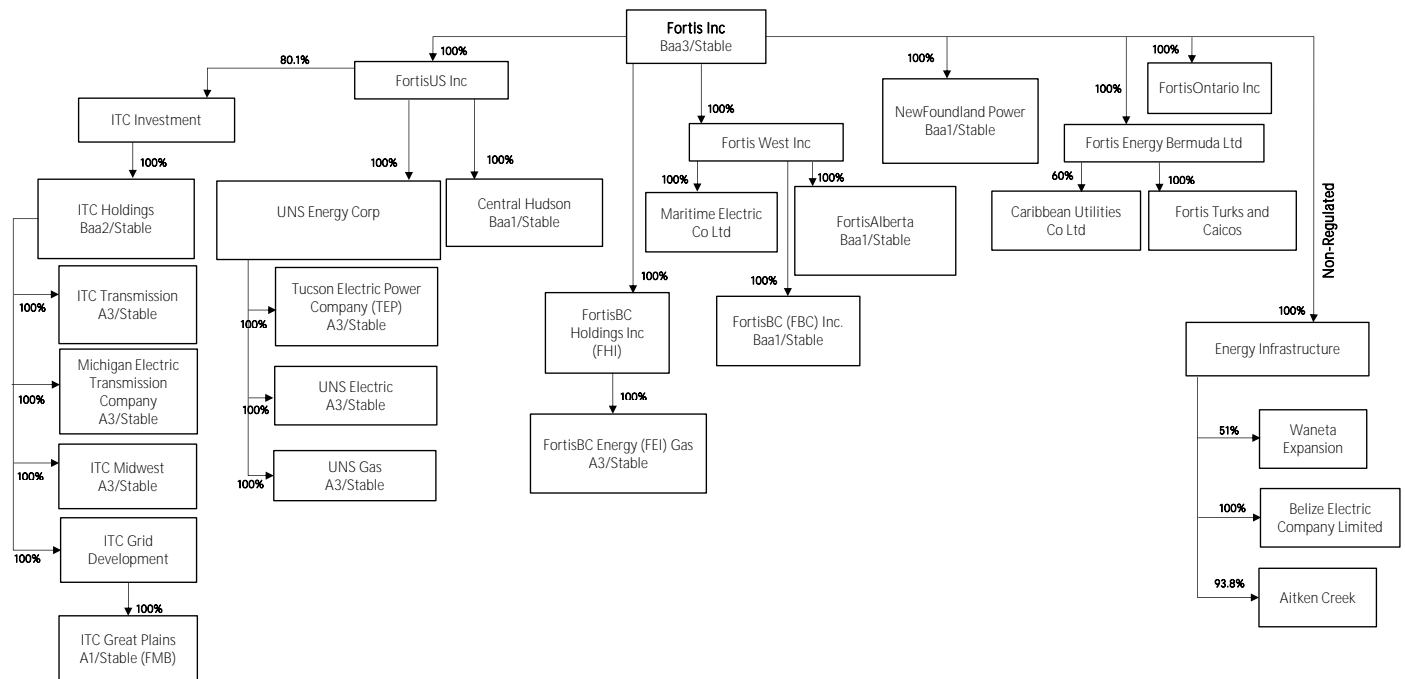 Fortis Inc
Baa3/Stable
100%
80.1%
FortisUS Inc
ITC Investment
100%
ITC Holdings
Baa2/Stable
100%
ITC Transmission
A3/Stable
100%
Michigan Electric
Transmission
Company
A3/Stable
100%
ITC Midwest
A3/Stable
100%
ITC Grid
Development
100%
ITC Great Plains
A1/Stable (FMB)
100%
UNS Energy Corp
100%
Central Hudson
Baa1/Stable
100%
Tucson Electric Power
Company (TEP)
A3/Stable
100%
UNS Electric
A3/Stable
100%
UNS Gas
A3/Stable
100%
FortisBC
Holdings Inc
(FHI)
100%
FortisBC Energy (FEI) Gas
A3/Stable
100%
Fortis West Inc
100%
Maritime Electric
Co Ltd
100%
FortisBC (FBC) Inc.
Baa1/Stable
100%
FortisAlberta
Baa1/Stable
100%
NewFoundland Power
Baa1/Stable
100%
Fortis Energy Bermuda Ltd
60%
Caribbean Utilities
Co Ltd
100%
Fortis Turks and
Caicos
100%
FortisOntario Inc
Non-Regulated
100%
Energy Infrastructure
51%
Waneta
Expansion
100%
Belize Electric
Company Limited
93.8%
Aitken Creek